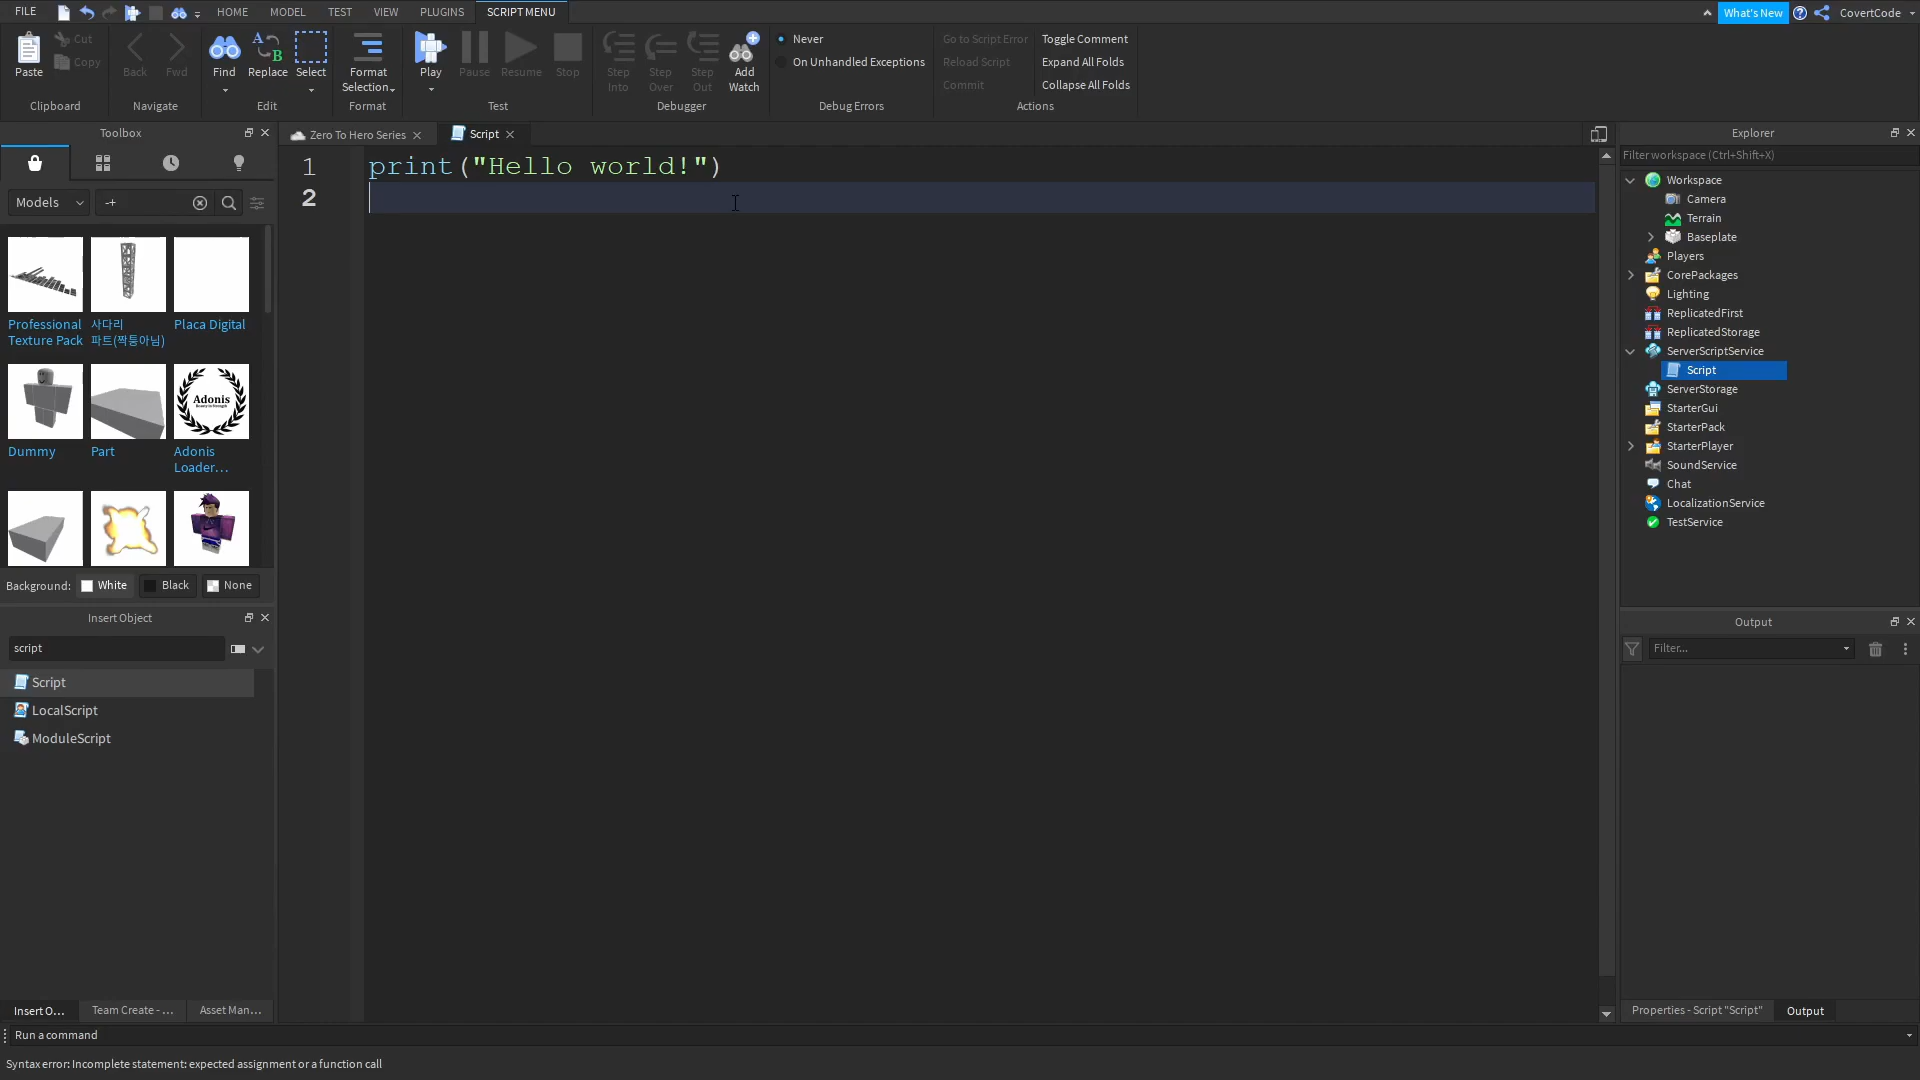 FILE
HOME
MODEL
TEST
VIEW
PLUGINS
SCRIPT MENU
What's New
CovertCode
Paste
Cut
Copy
Clipboard
Back
Fwd
Navigate
Find
Replace
Select
Edit
Format
Selection
Format
Play
Pause
Resume
Stop
Test
Step
Into
Step
Over
Step
Out
Add
Watch
Debugger
Never
On Unhandled Exceptions
Debug Errors
Go to Script Error
Reload Script
Commit
Toggle Comment
Expand All Folds
Collapse All Folds
Actions
Toolbox
Models
-+
Professional
Texture Pack
사다리
파트(짝퉁아님)
Placa Digital
Dummy
Part
Adonis
Adonis
Loader...
Background:
White
Black
None
Insert Object
script
Script
LocalScript
ModuleScript
Insert O...
Team Create - ...
Asset Man...
Zero To Hero Series
Script
1 print("Hello world!")
2
Explorer
Filter workspace (Ctrl+Shift+X)
Workspace
Camera
Terrain
Baseplate
Players
CorePackages
Lighting
ReplicatedFirst
ReplicatedStorage
ServerScriptService
Script
ServerStorage
StarterGui
StarterPack
StarterPlayer
SoundService
Chat
LocalizationService
TestService
Output
Filter...
Properties - Script "Script"
Output
Run a command
Syntax error: Incomplete statement: expected assignment or a function call